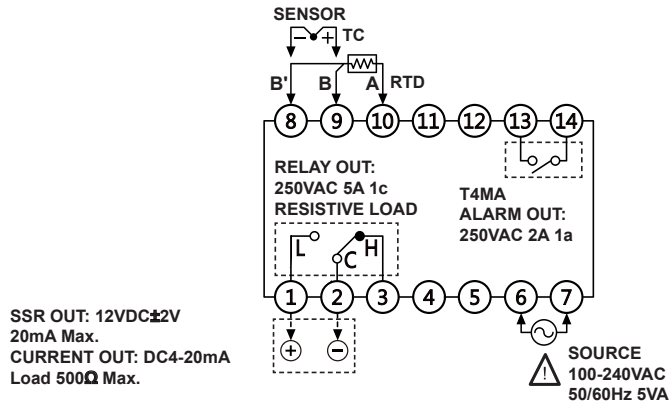 SENSOR
− + TC
B' B A RTD
8 9 10 11 12 13 14
RELAY OUT:
250VAC 5A 1c
RESISTIVE LOAD
T4MA
ALARM OUT:
250VAC 2A 1a
L C H
1 2 3 4 5 6 7
+ −
SSR OUT: 12VDC±2V
20mA Max.
CURRENT OUT: DC4-20mA
Load 500Ω Max.
!
SOURCE
100-240VAC
50/60Hz 5VA